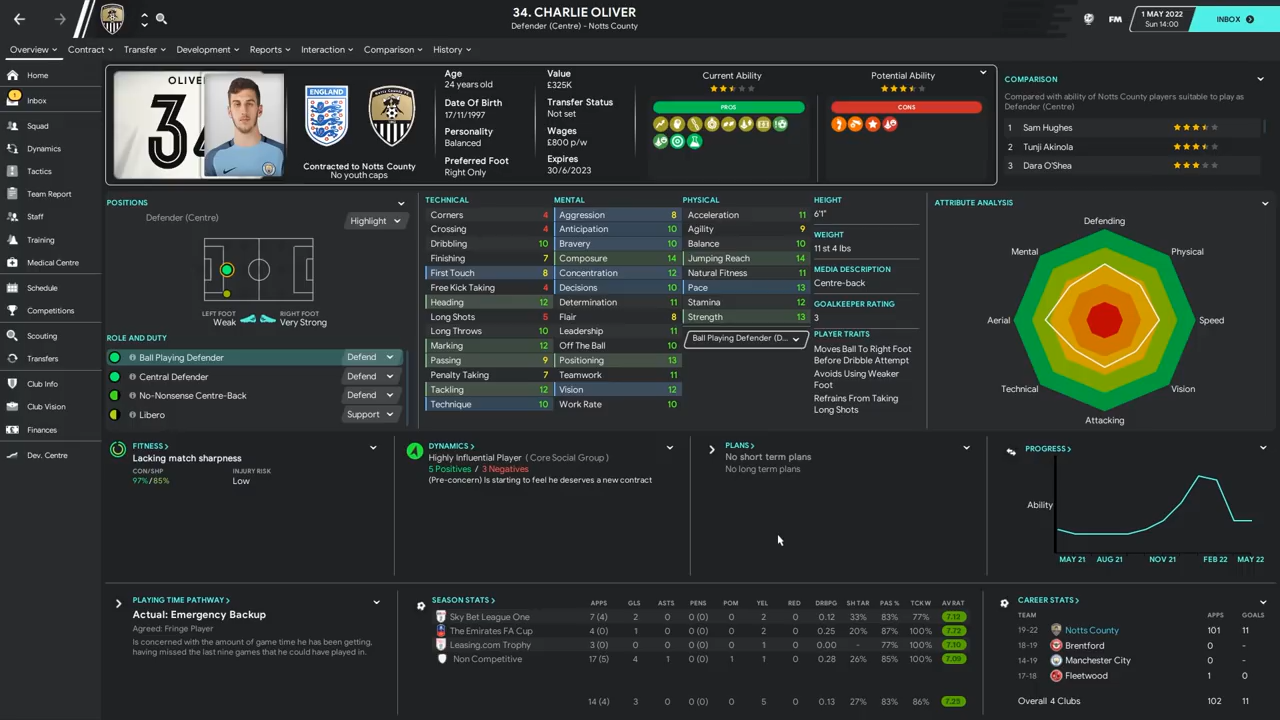 34. CHARLIE OLIVER
Defender (Centre) - Notts County
FM
1 MAY 2022
Sun 14:00
INBOX
Overview
Contract
Transfer
Development
Reports
Interaction
Comparison
History
Home
1
Inbox
Squad
Dynamics
Tactics
Team Report
Staff
Training
Medical Centre
Schedule
Competitions
Scouting
Transfers
Club Info
Club Vision
Finances
Dev. Centre
OLIVE
34
ENGLAND
Contracted to Notts County
No youth caps
Age
24 years old
Date Of Birth
17/11/1997
Personality
Balanced
Preferred Foot
Right Only
Value
£335K
Transfer Status
Not set
Wages
£800 p/w
Expires
30/6/2023
Current Ability
PROS
Potential Ability
CONS
COMPARISON
Compared with ability of Notts County players suitable to play as
Defender (Centre)
1 Sam Hughes
2 Tunji Akinola
3 Dara O'Shea
POSITIONS
Defender (Centre)
Highlight
LEFT FOOT
Weak
RIGHT FOOT
Very Strong
ROLE AND DUTY
Ball Playing Defender Defend
Central Defender Defend
No-Nonsense Centre-Back Defend
Libero Support
TECHNICAL
Corners 4
Crossing 4
Dribbling 10
Finishing 7
First Touch 8
Free Kick Taking 4
Heading 12
Long Shots 5
Long Throws 10
Marking 12
Passing 9
Penalty Taking 7
Tackling 12
Technique 10
MENTAL
Aggression 8
Anticipation 10
Bravery 10
Composure 14
Concentration 12
Decisions 10
Determination 11
Flair 8
Leadership 11
Off The Ball 10
Positioning 13
Teamwork 11
Vision 12
Work Rate 10
PHYSICAL
Acceleration 11
Agility 9
Balance 10
Jumping Reach 14
Natural Fitness 11
Pace 13
Stamina 12
Strength 13
Ball Playing Defender (D...
HEIGHT
6'1"
WEIGHT
11 st 4 lbs
MEDIA DESCRIPTION
Centre-back
GOALKEEPER RATING
3
PLAYER TRAITS
Moves Ball To Right Foot
Before Dribble Attempt
Avoids Using Weaker
Foot
Refrains From Taking
Long Shots
ATTRIBUTE ANALYSIS
Defending
Mental
Physical
Aerial
Speed
Technical
Vision
Attacking
FITNESS
Lacking match sharpness
CON/SHP
97%/85%
INJURY RISK
Low
DYNAMICS
Highly Influential Player (Core Social Group)
5 Positives / 3 Negatives
(Pre-concern) Is starting to feel he deserves a new contract
PLANS
No short term plans
No long term plans
PROGRESS
Ability
MAY 21 AUG 21 NOV 21 FEB 22 MAY 22
PLAYING TIME PATHWAY
Actual: Emergency Backup
Agreed: Fringe Player
Is concerned with the amount of game time he has been getting,
having missed the last nine games that he could have played in.
SEASON STATS APPS GLS ASTS PENS POM YEL RED DRBPG SH TAR PAS % TCK W AV RAT
Sky Bet League One 7 (4) 2 0 0 (0) 0 2 0 0.12 33% 83% 77% 7.12
The Emirates FA Cup 4 (0) 1 0 0 (0) 0 2 0 0.25 20% 87% 100% 7.72
Leasing.com Trophy 3 (0) 0 0 0 (0) 0 1 0 0.00 - 77% 100% 7.10
Non Competitive 17 (5) 4 1 0 (0) 1 1 0 0.28 26% 85% 100% 7.09
14 (4) 3 0 0 (0) 0 5 0 0.13 27% 83% 86% 7.25
CAREER STATS
TEAM APPS GOALS
19-22 Notts County 101 11
18-19 Brentford 0 -
14-19 Manchester City 0 -
17-18 Fleetwood 1 0
Overall 4 Clubs 102 11